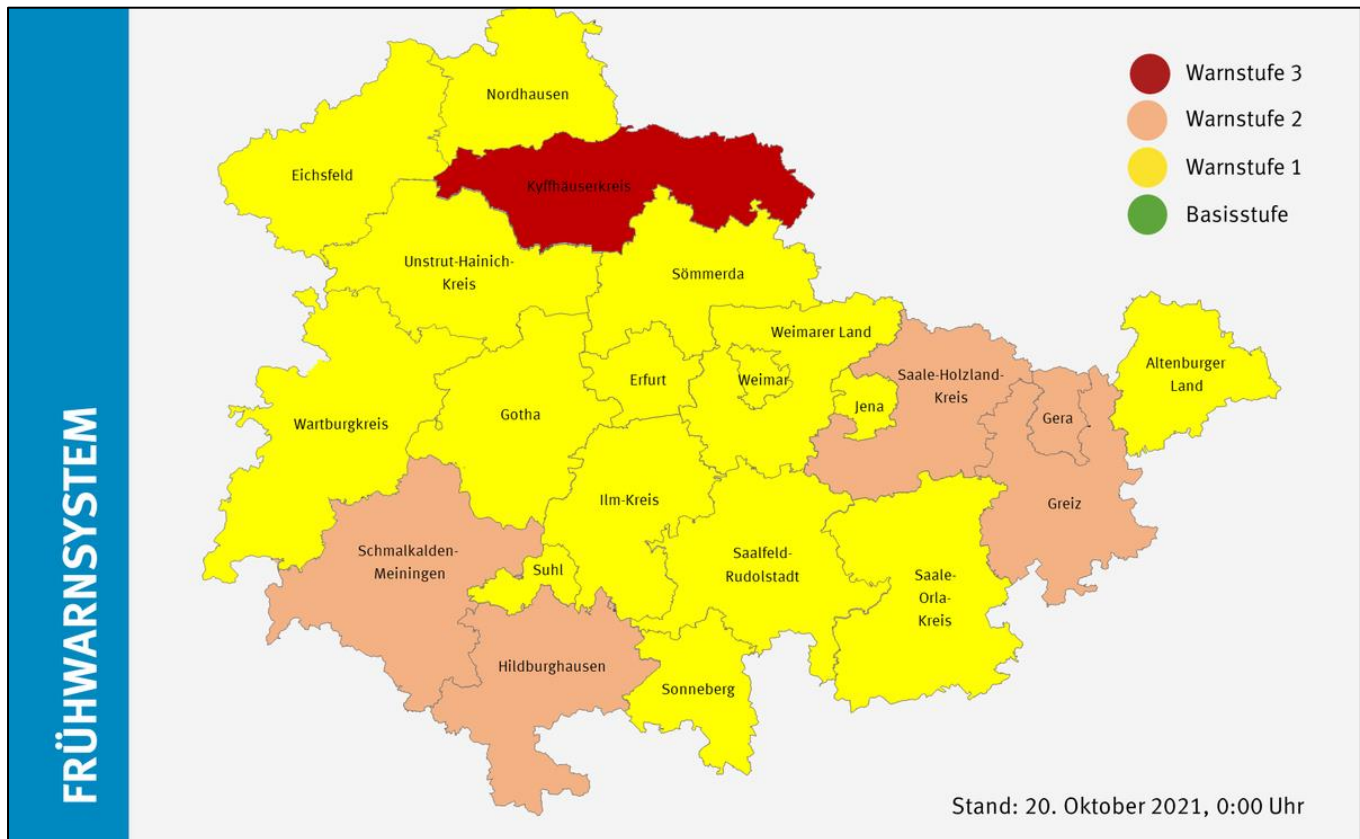 FRÜHWARNSYSTEM
Warnstufe 3
Warnstufe 2
Warnstufe 1
Basisstufe
Nordhausen
Eichsfeld
Kyffhäuserkreis
Unstrut-Hainich-
Kreis
Sömmerda
Weimarer Land
Altenburger
Land
Saale-Holzland-
Kreis
Erfurt
Weimar
Jena
Gera
Gotha
Wartburgkreis
Ilm-Kreis
Greiz
Schmalkalden-
Meiningen
Suhl
Saalfeld-
Rudolstadt
Saale-
Orla-
Kreis
Hildburghausen
Sonneberg
Stand: 20. Oktober 2021, 0:00 Uhr